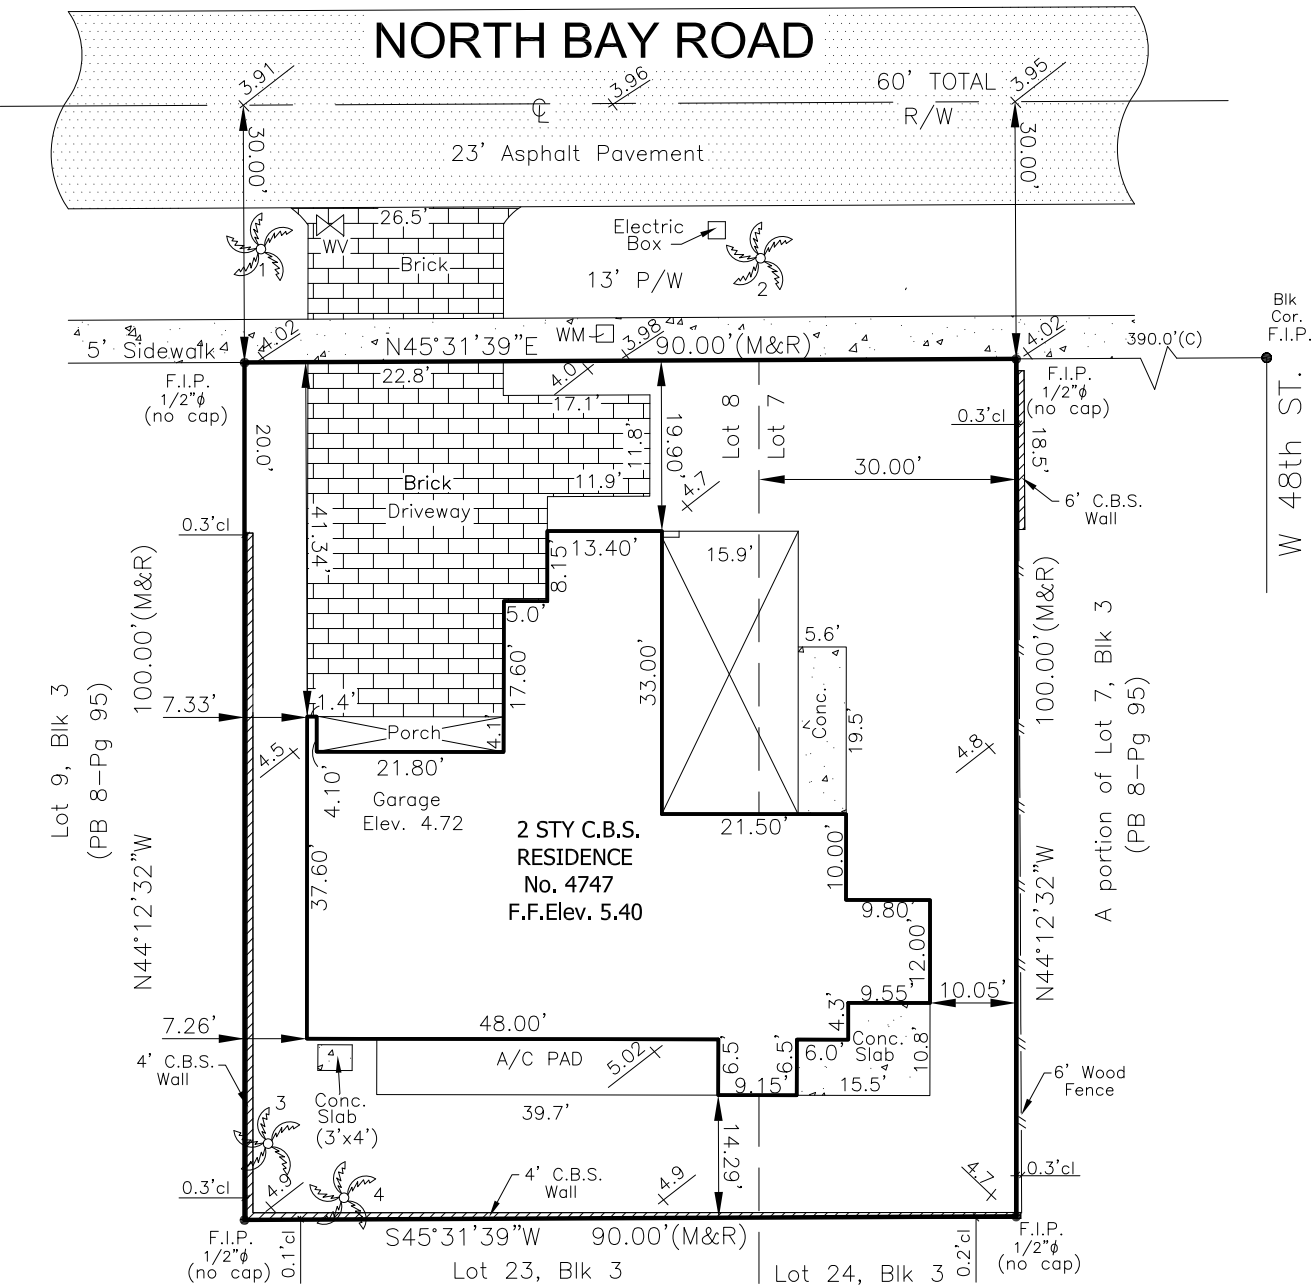 NORTH BAY ROAD
3.91
3.96
3.95
60' TOTAL
R/W
℄
30.00'
30.00'
23' Asphalt Pavement
26.5'
WV
Brick
1
Electric
Box
13' P/W
2
Blk
Cor.
F.I.P.
5' Sidewalk
4.02
N45°31'39"E
WM
3.98
90.00'(M&R)
4.02
390.0'(C)
F.I.P.
1/2"ϕ
(no cap)
22.8'
4.0
17.1'
11.8'
19.90'
Lot 8
Lot 7
F.I.P.
1/2"ϕ
(no cap)
0.3'cl
18.5'
W 48th ST.
20.0'
30.00'
11.9'
4.7
Brick
Driveway
6' C.B.S.
Wall
0.3'cl
41.34'
13.40'
8.15'
15.9'
5.0'
17.60'
33.00'
5.6'
Conc.
19.5'
100.00'(M&R)
100.00'(M&R)
Lot 9, Blk 3
(PB 8-Pg 95)
A portion of Lot 7, Blk 3
(PB 8-Pg 95)
7.33'
1.4'
Porch
4.1'
4.5
4.8
21.80'
4.10'
Garage
Elev. 4.72
2 STY C.B.S.
RESIDENCE
No. 4747
F.F.Elev. 5.40
21.50'
10.00'
37.60'
9.80'
12.00'
N44°12'32"W
N44°12'32"W
9.55'
10.05'
4.3'
7.26'
48.00'
Conc.
Slab
10.8'
4' C.B.S.
Wall
A/C PAD
5.02
6.5'
6.5'
6.0'
9.15'
15.5'
6' Wood
Fence
Conc.
Slab
(3'x4')
39.7'
3
14.29'
0.3'cl
4.9
4
4' C.B.S.
Wall
4.9
4.7
0.3'cl
F.I.P.
1/2"ϕ
(no cap)
0.1'cl
S45°31'39"W
90.00'(M&R)
0.2'cl
F.I.P.
1/2"ϕ
(no cap)
Lot 23, Blk 3
Lot 24, Blk 3